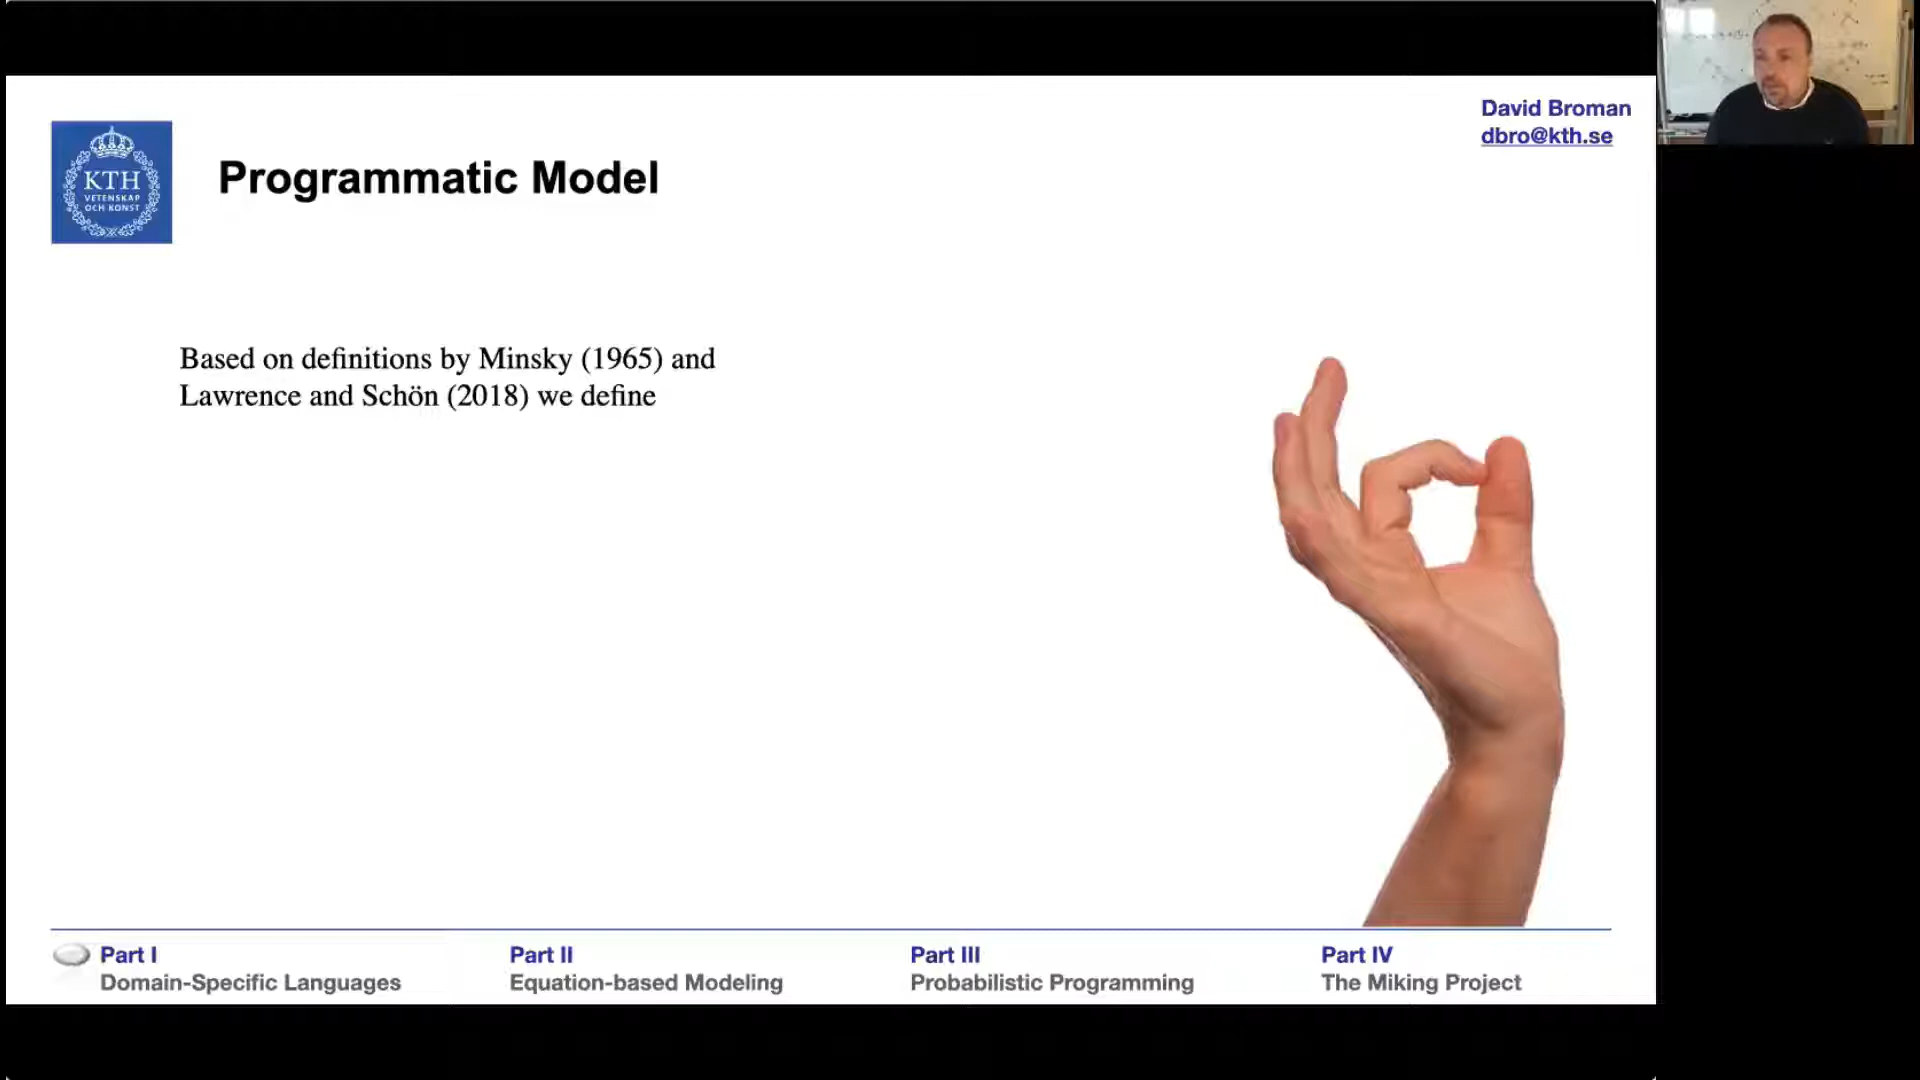 David Broman
dbro@kth.se
KTH
VETENSKAP
OCH KONST
Programmatic Model
Based on definitions by Minsky (1965) and
Lawrence and Schön (2018) we define
Part I
Domain-Specific Languages
Part II
Equation-based Modeling
Part III
Probabilistic Programming
Part IV
The Miking Project